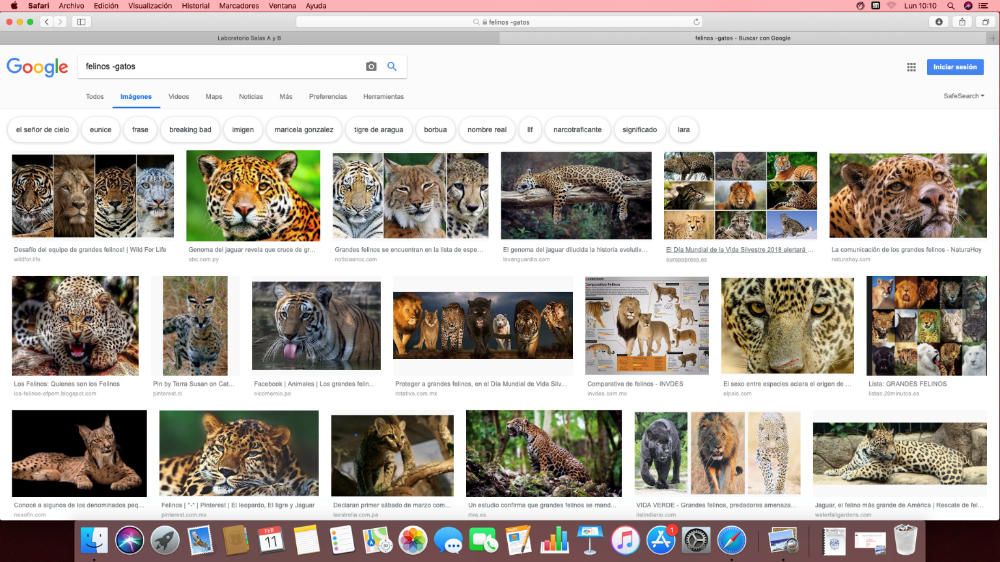 Safari Archivo Edición Visualización Historial Marcadores Ventana Ayuda Lun 10:10
felinos -gatos
Laboratorio Salas A y B felinos -gatos - Buscar con Google
Google felinos -gatos Iniciar sesión
Todos Imágenes Videos Maps Noticias Más Preferencias Herramientas SafeSearch
el señor de cielo eunice frase breaking bad imigen maricela gonzalez tigre de aragua borbua nombre real llf narcotraficante significado lara
Desafío del equipo de grandes felinos! | Wild For Life
wildfor.life
Genoma del jaguar revela que cruce de gr...
abc.com.py
Grandes felinos se encuentran en la lista de espe...
noticiasncc.com
El genoma del jaguar dilucida la historia evolutiv...
lavanguardia.com
El Día Mundial de la Vida Silvestre 2018 alertará ...
europapress.es
La comunicación de los grandes felinos - NaturaHoy
naturahoy.com
Comparativa Felinos
Los Felinos: Quienes son los Felinos
los-felinos-efpem.blogspot.com
Pin by Terra Susan on Cat...
pinterest.cl
Facebook | Animales | Los grandes felin...
elcomercio.pe
Proteger a grandes felinos, en el Día Mundial de Vida Silv...
rotativo.com.mx
Comparativa de felinos - INVDES
invdes.com.mx
El sexo entre especies aclara el origen de ...
elpais.com
Lista: GRANDES FELINOS
listas.20minutos.es
Conocé a algunos de los denominados peq...
nexofin.com
Felinos | *-* | Pinterest | El leopardo, El tigre y Jaguar
pinterest.com.mx
Declaran primer sábado de marzo com...
laestrella.com.pa
Un estudio confirma que grandes felinos se mand...
rtve.es
VIDA VERDE - Grandes felinos, predadores amenaza...
listindiario.com
Jaguar, el felino más grande de América | Rescate de fel...
waterfallgardens.com
FEB
11
PAGES
3D
1